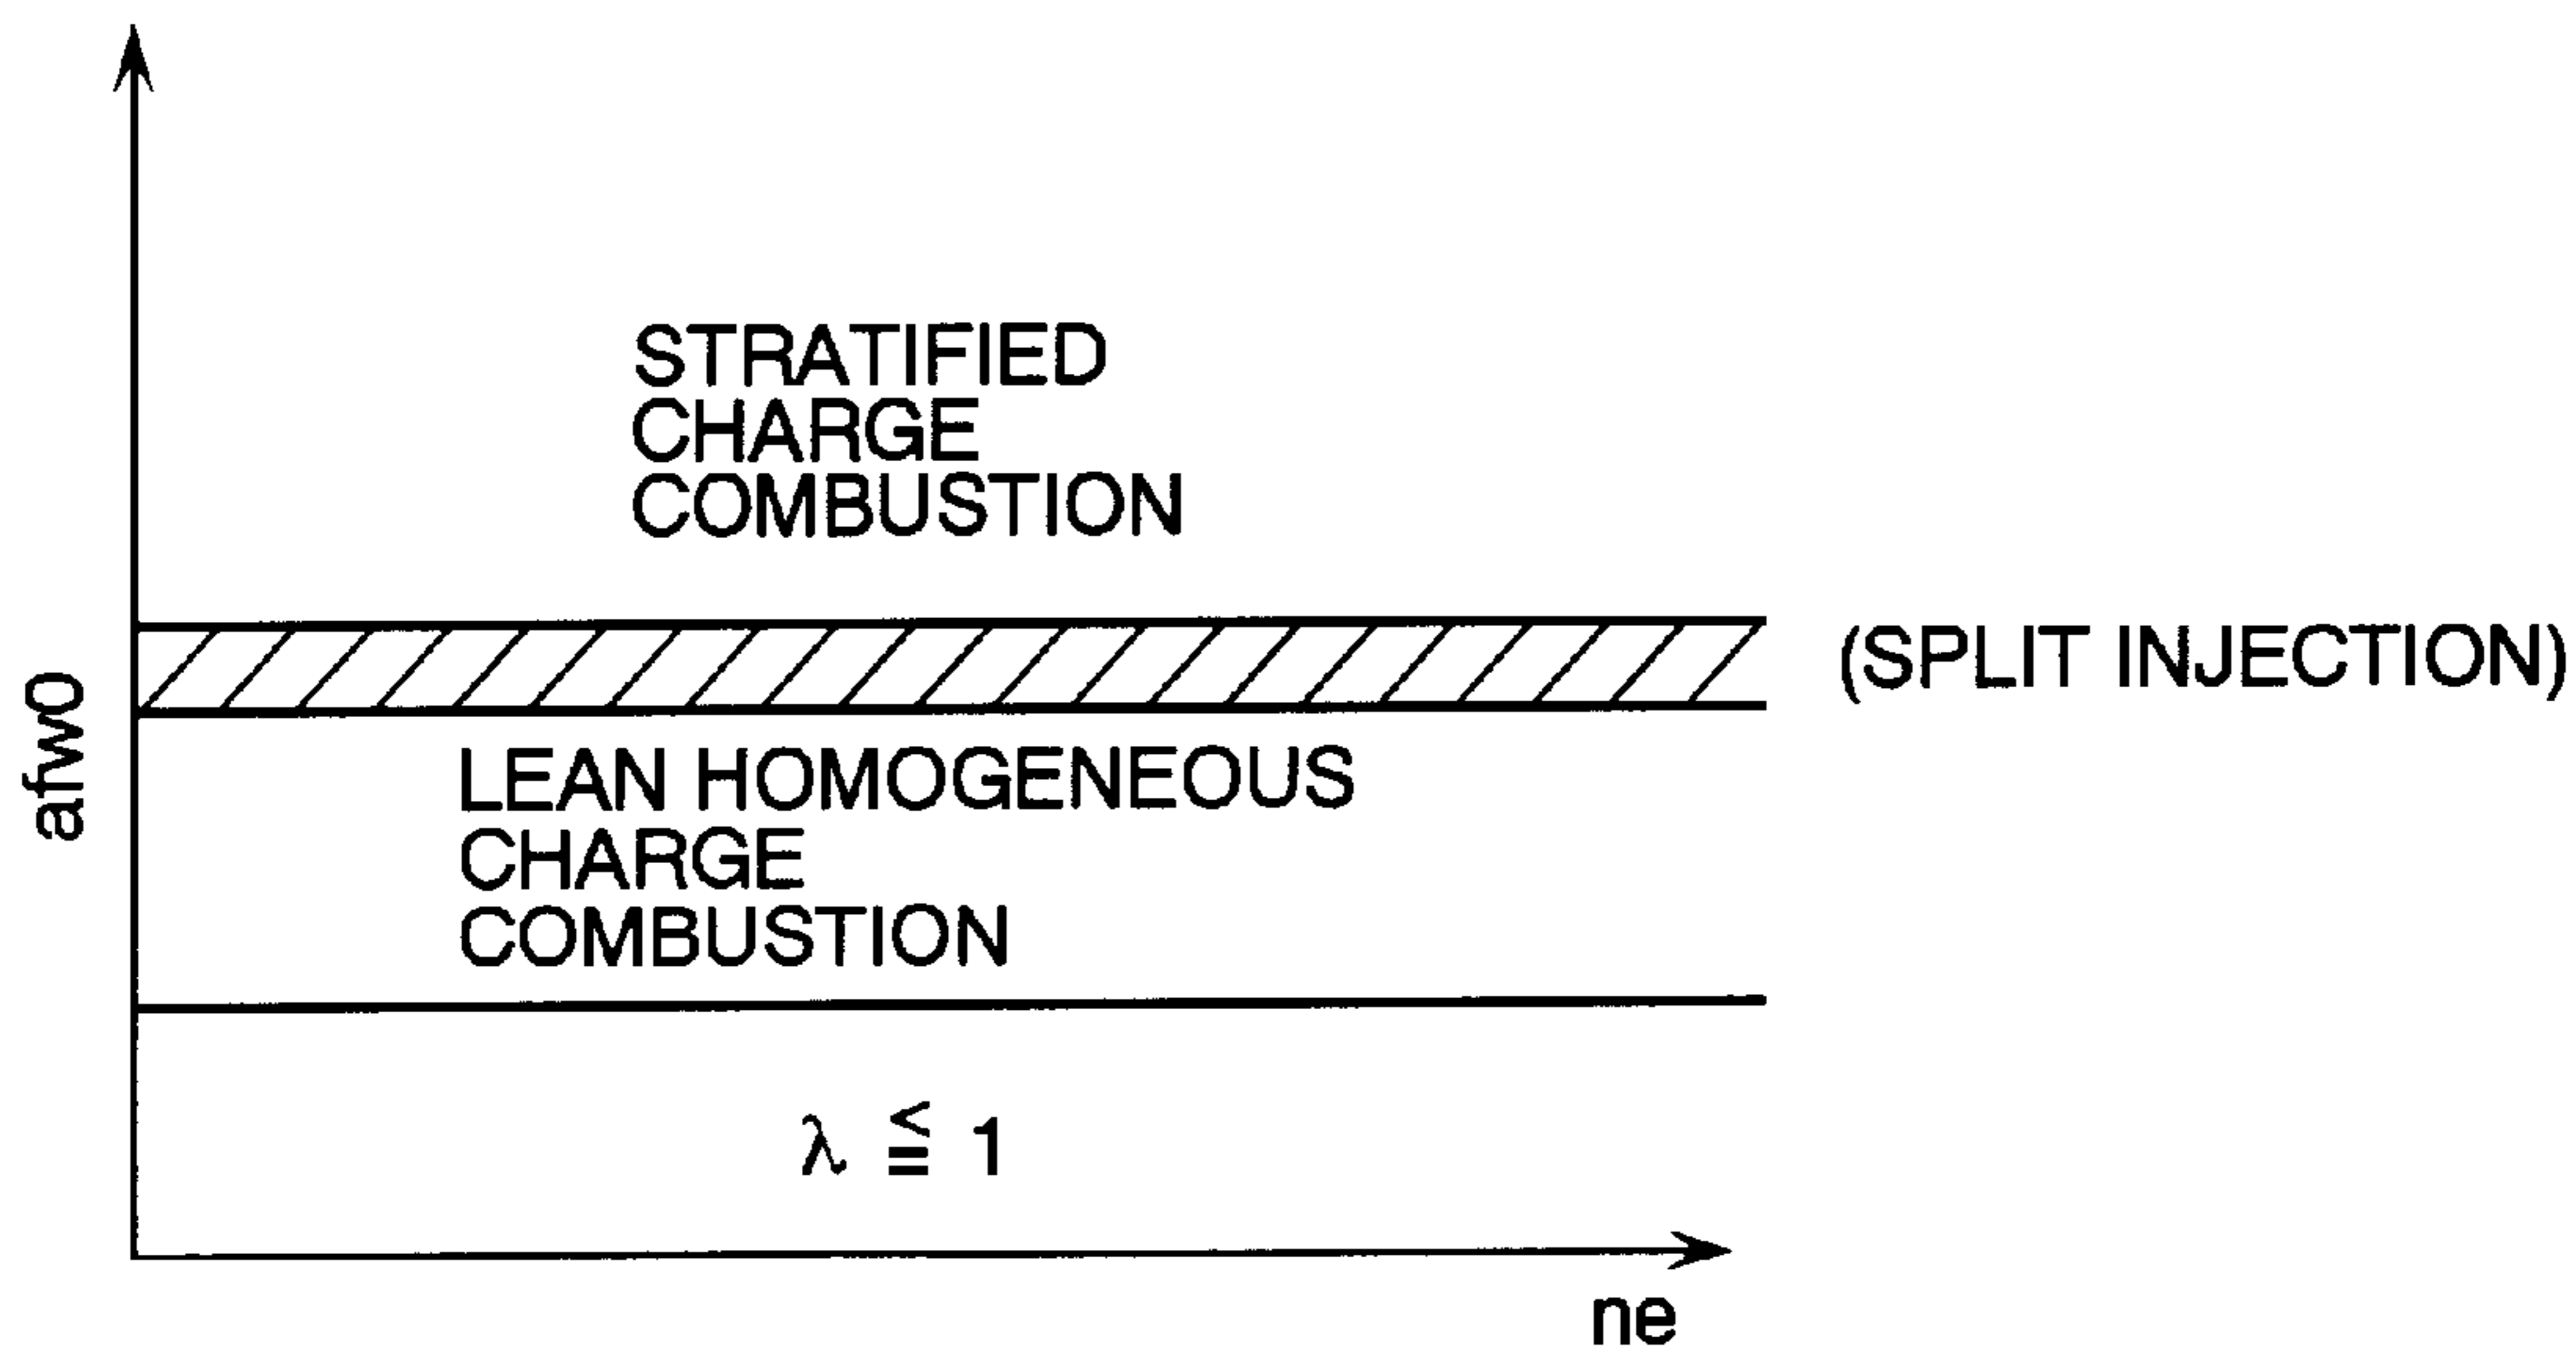 STRATIFIED
CHARGE
COMBUSTION
(SPLIT INJECTION)
afw0
LEAN HOMOGENEOUS
CHARGE
COMBUSTION
λ ≦ 1
ne